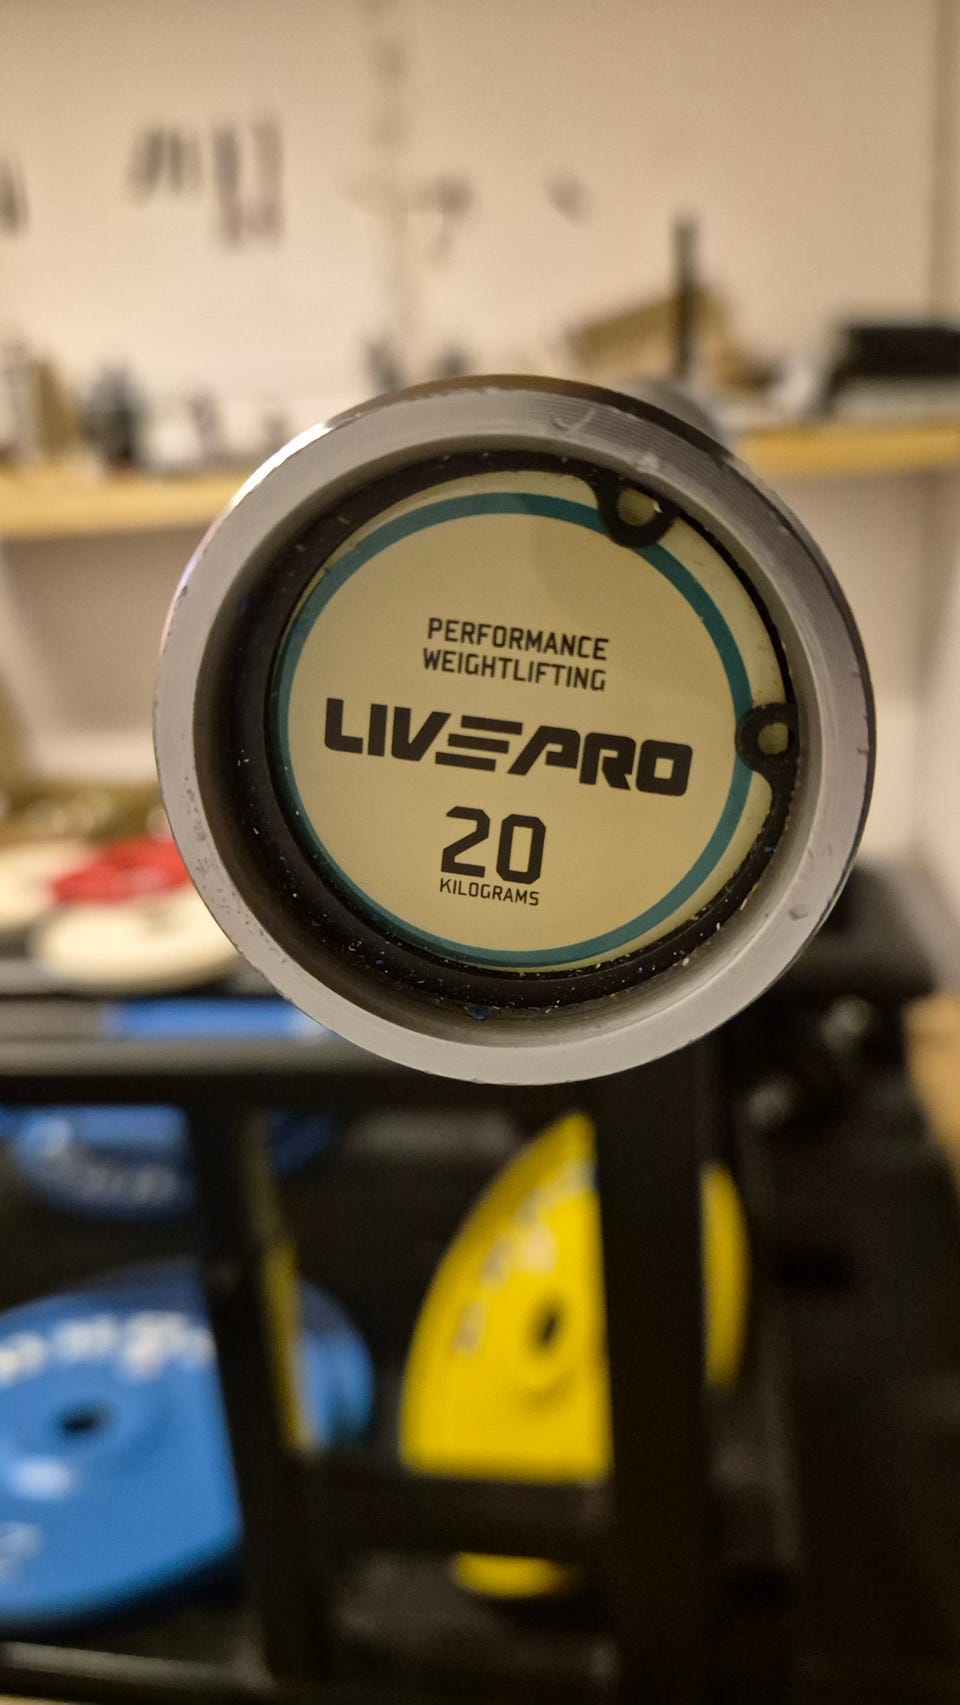 PERFORMANCE
WEIGHTLIFTING
LIVEPRO
20
KILOGRAMS